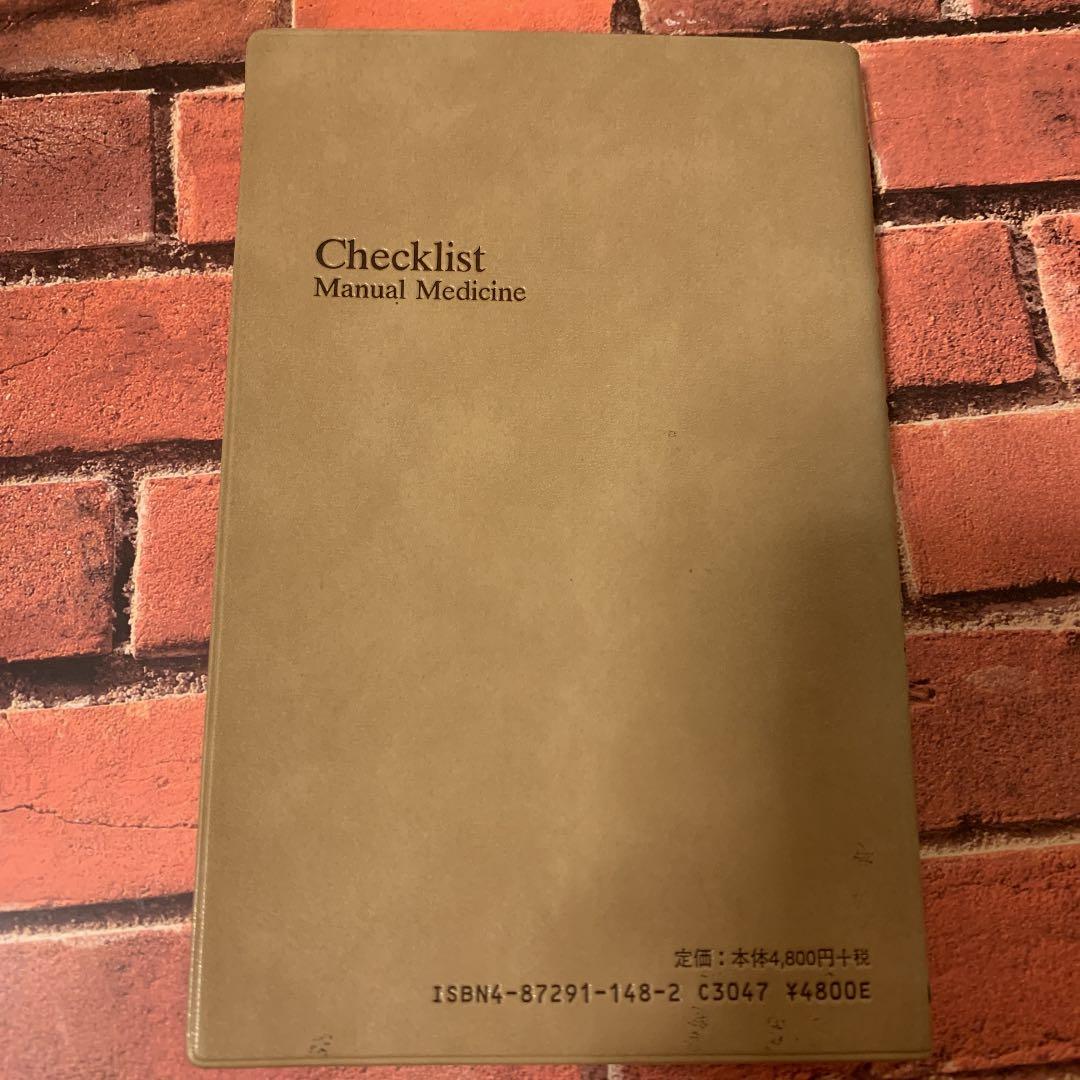 Checklist
Manual Medicine
定価：本体4,800円＋税
ISBN4-87291-148-2 C3047 ¥4800E